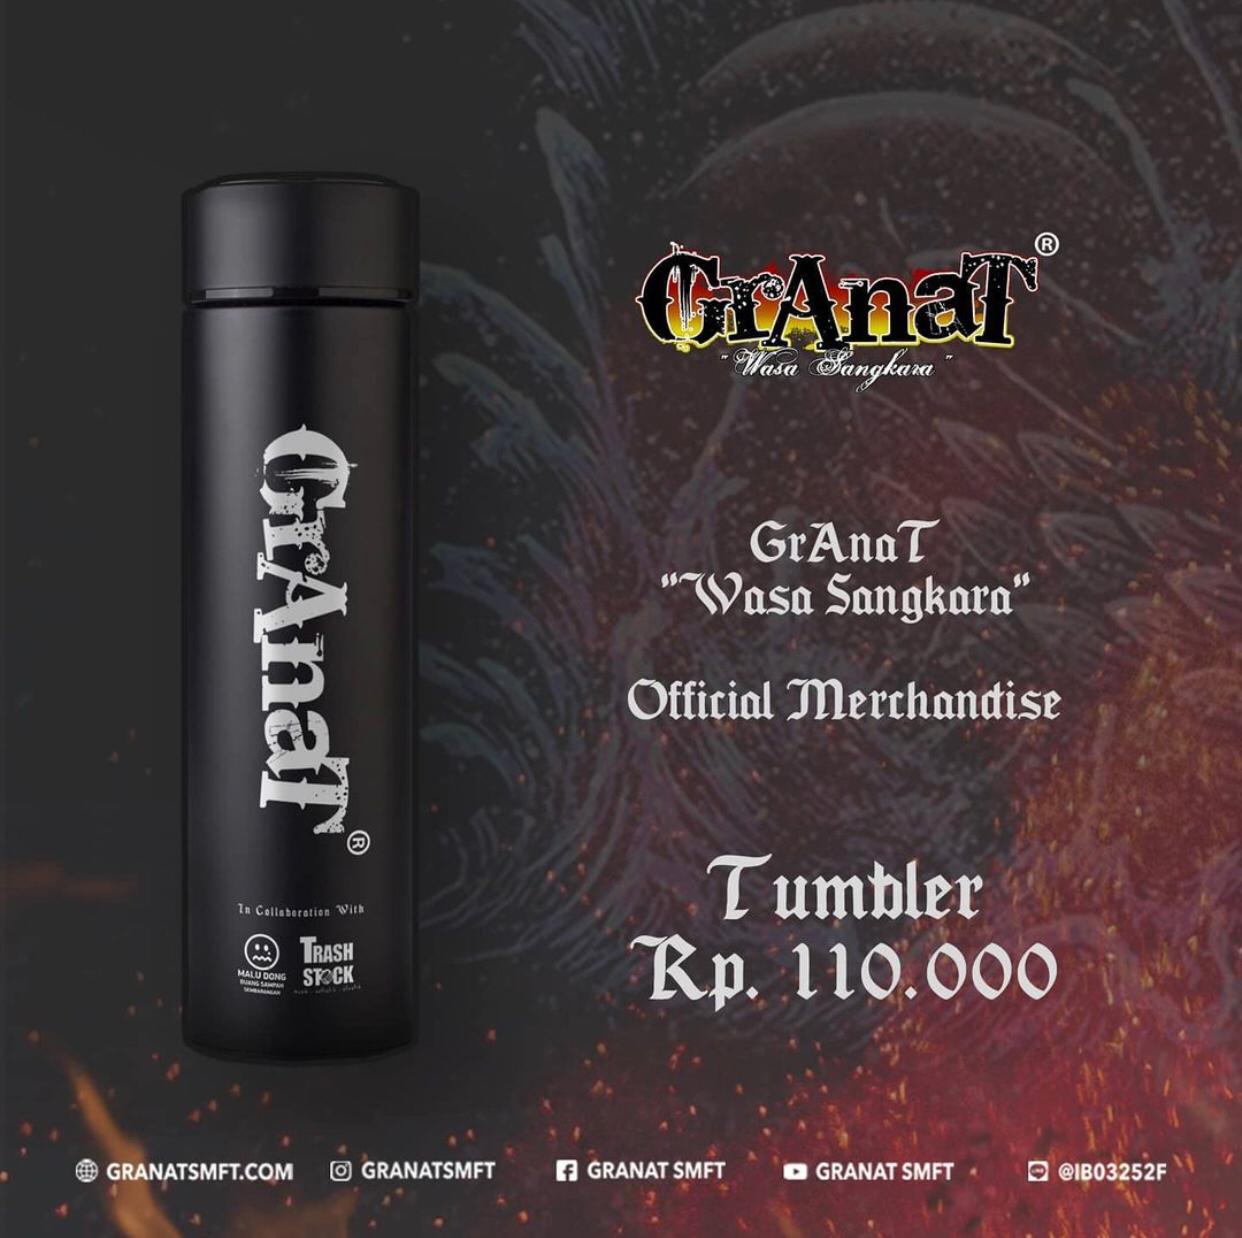 GrAnaT®
"Wasa Sangkara"
GrAnaT
"Wasa Sangkara"
Official Merchandise
Tumbler
Rp. 110.000
GrAnaT®
In Collaboration With
MALU DONG
BUANG SAMPAH
SEMBARANGAN
TRASH
STOCK
GRANATSMFT.COM
GRANATSMFT
GRANAT SMFT
GRANAT SMFT
@IB03252F